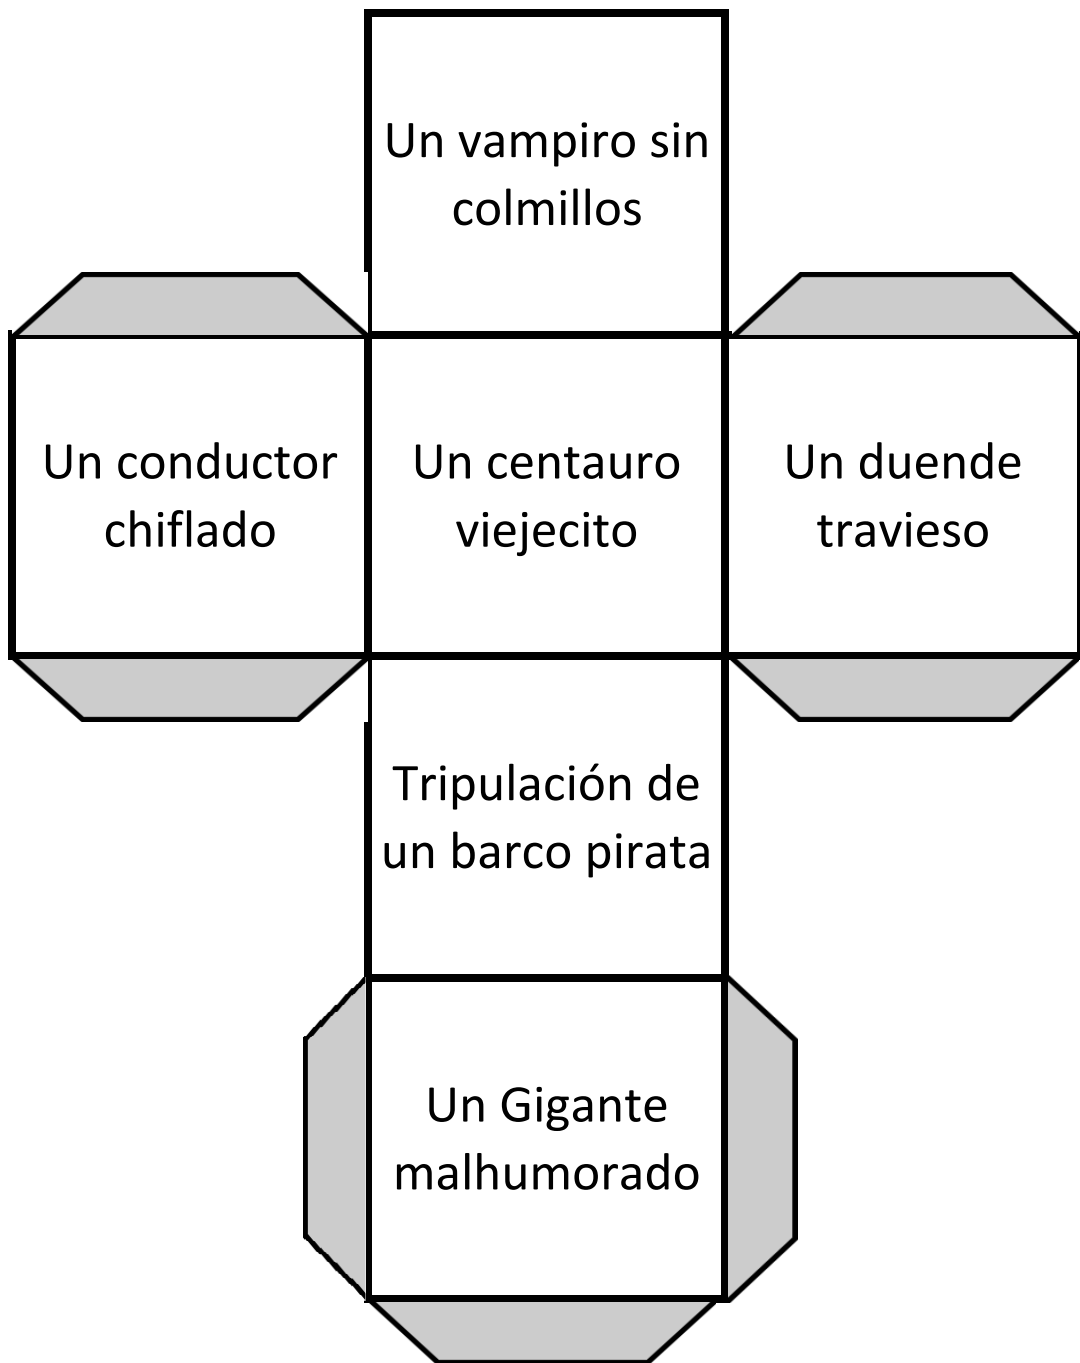 Un vampiro sin
colmillos
Un conductor
chiflado
Un centauro
viejecito
Un duende
travieso
Tripulación de
un barco pirata
Un Gigante
malhumorado